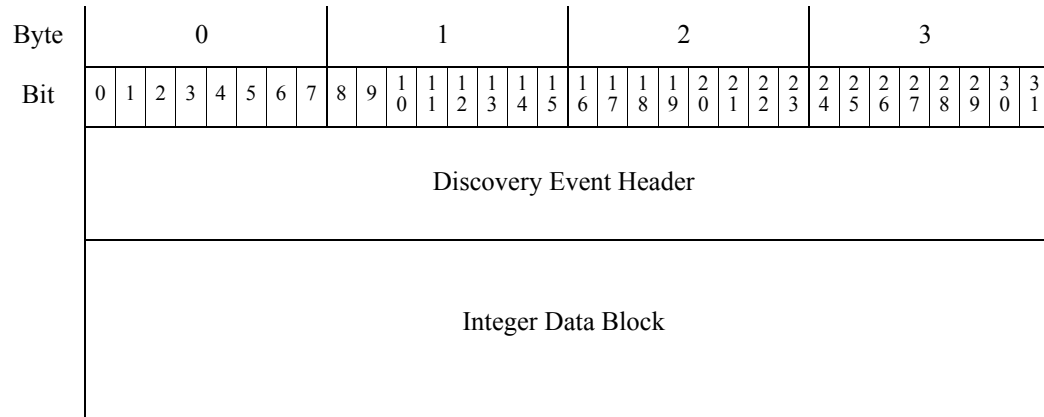 Byte 0 1 2 3
Bit 0 1 2 3 4 5 6 7 8 9 10 11 12 13 14 15 16 17 18 19 20 21 22 23 24 25 26 27 28 29 30 31
Discovery Event Header
Integer Data Block